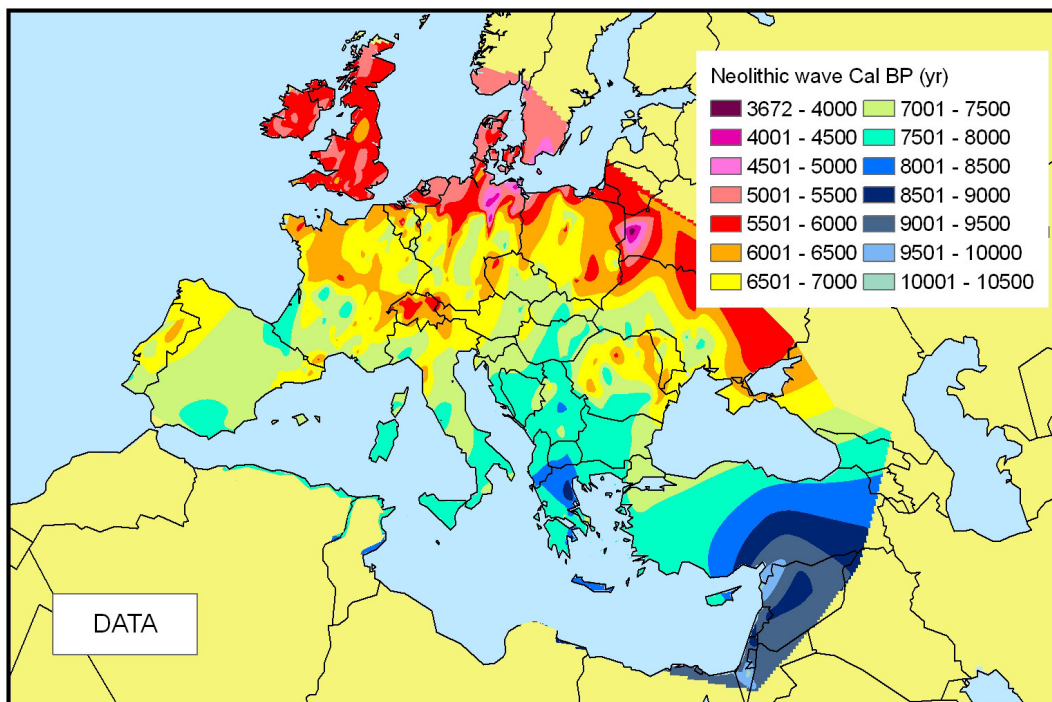 Neolithic wave Cal BP (yr)
3672 - 4000 7001 - 7500
4001 - 4500 7501 - 8000
4501 - 5000 8001 - 8500
5001 - 5500 8501 - 9000
5501 - 6000 9001 - 9500
6001 - 6500 9501 - 10000
6501 - 7000 10001 - 10500
DATA